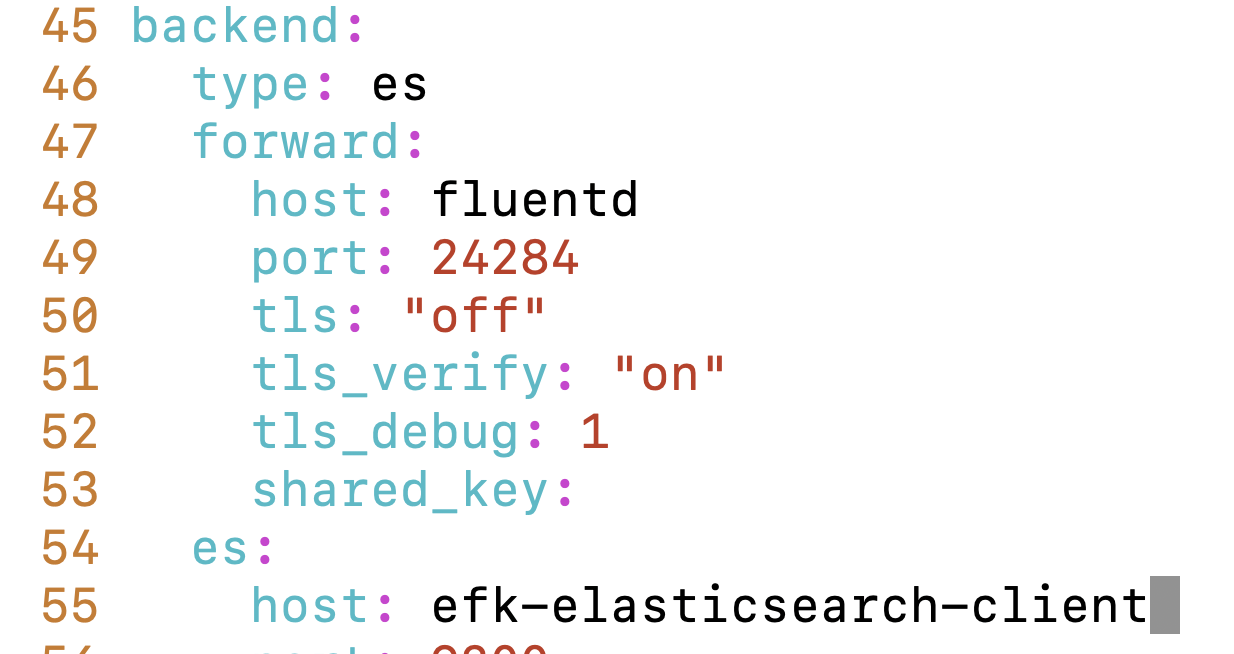 45 backend:
46   type: es
47   forward:
48     host: fluentd
49     port: 24284
50     tls: "off"
51     tls_verify: "on"
52     tls_debug: 1
53     shared_key:
54   es:
55     host: efk-elasticsearch-client